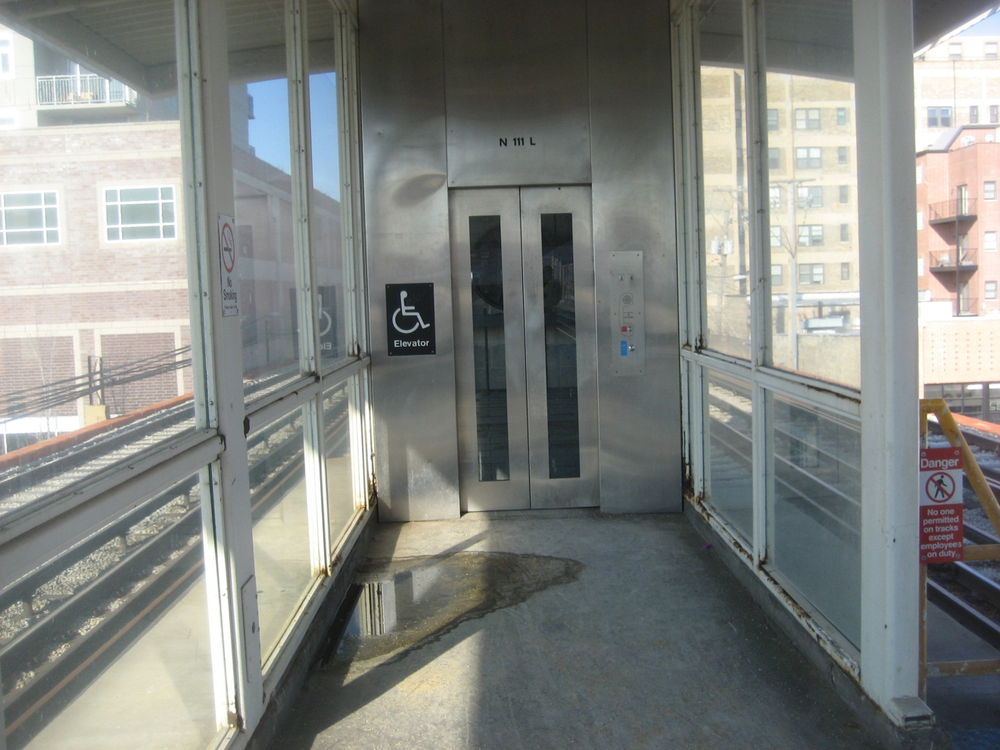 N 111 L
No
Smoking
Elevator
Danger
No one
permitted
on tracks
except
employees
on duty